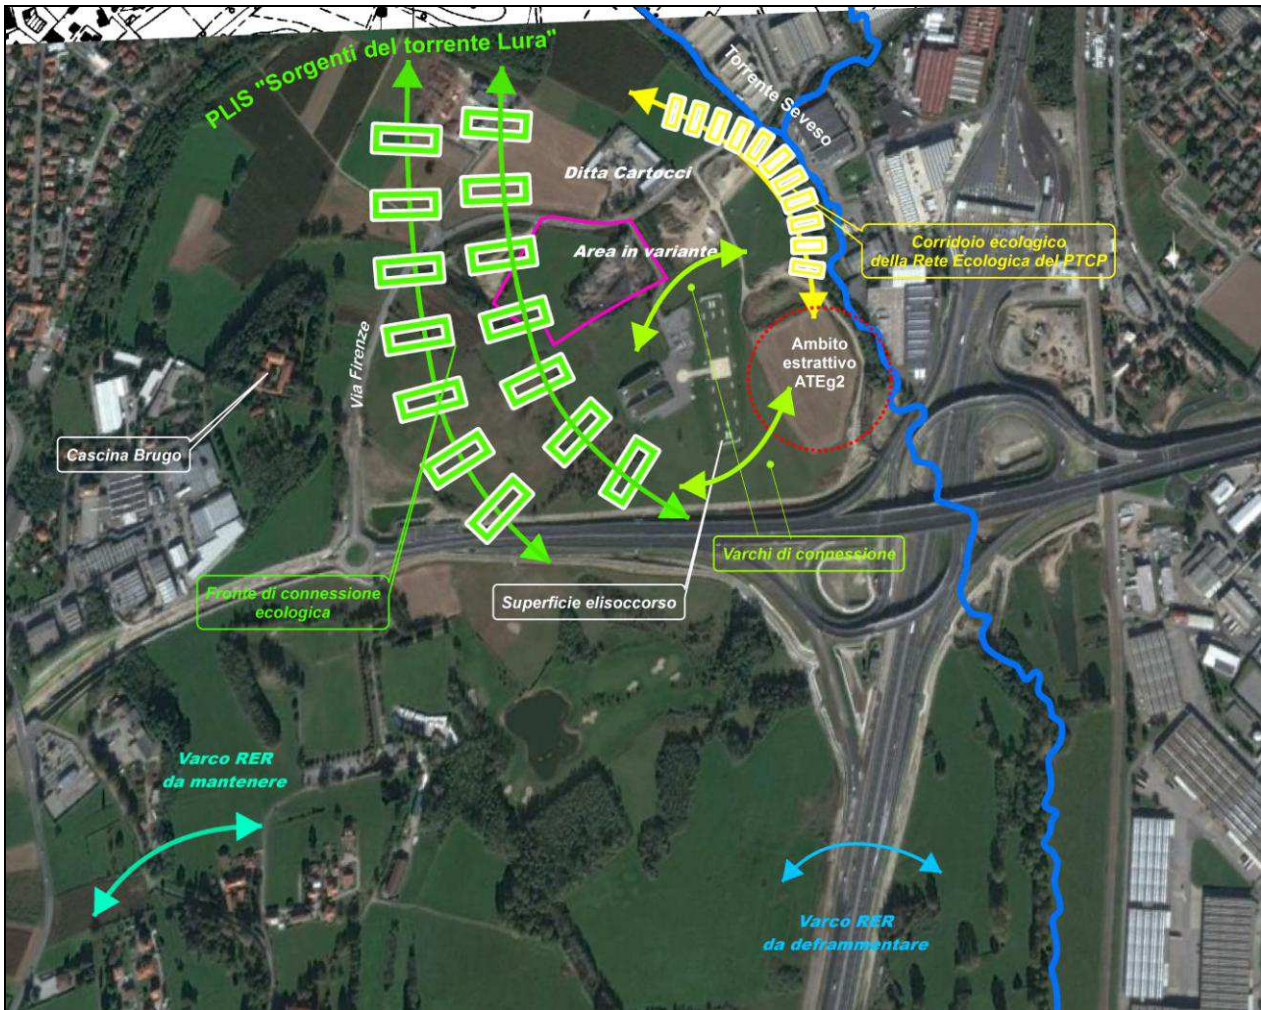 PLIS "Sorgenti del torrente Lura"
Torrente Seveso
Ditta Cartocci
Area in variante
Corridoio ecologico
della Rete Ecologica del PTCP
Via Firenze
Ambito
estrattivo
ATEg2
Cascina Brugo
Varchi di connessione
Fronte di connessione
ecologica
Superficie elisoccorso
Varco RER
da mantenere
Varco RER
da deframmentare